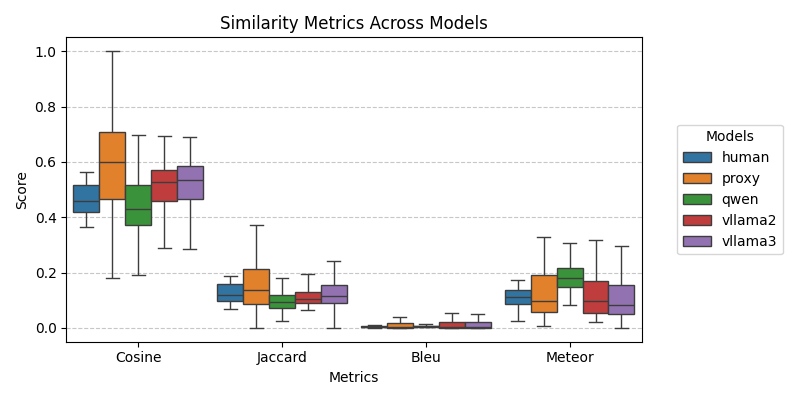 Similarity Metrics Across Models
Score
1.0
0.8
0.6
0.4
0.2
0.0
Cosine
Jaccard
Bleu
Meteor
Metrics
Models
human
proxy
qwen
vllama2
vllama3